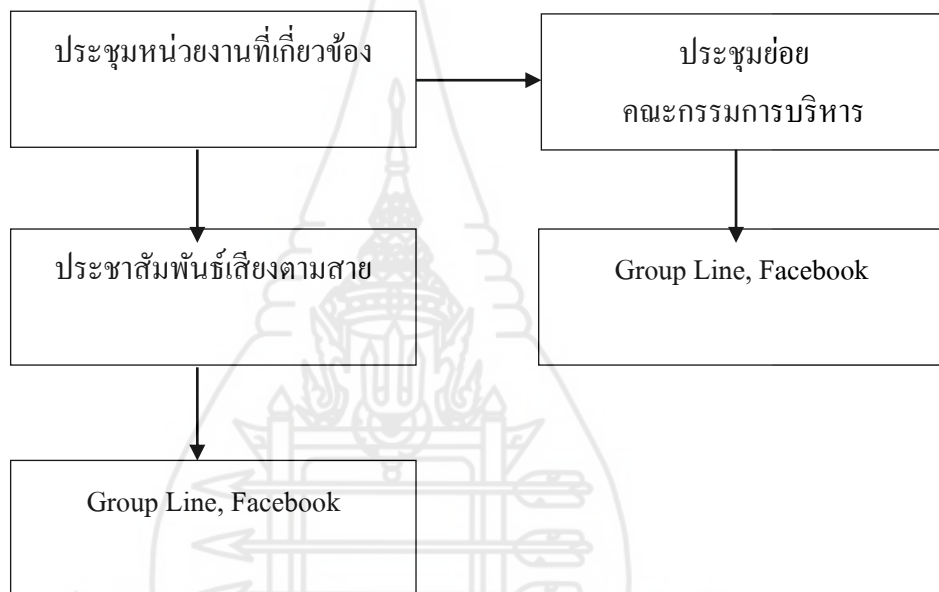 ประชุมหน่วยงานที่เกี่ยวข้อง
ประชุมย่อย
คณะกรรมการบริหาร
ประชาสัมพันธ์เสียงตามสาย
Group Line, Facebook
Group Line, Facebook